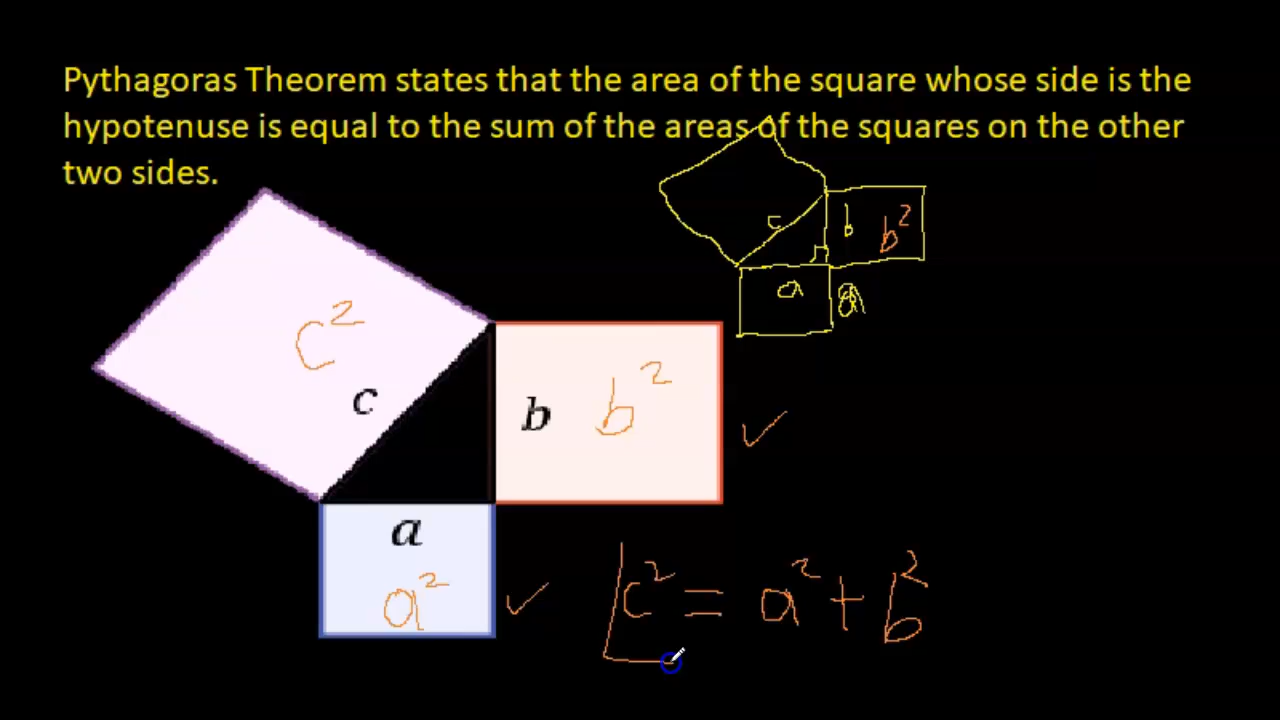 Pythagoras Theorem states that the area of the square whose side is the
hypotenuse is equal to the sum of the areas of the squares on the other
two sides.
c b b²
a a
c²
c
b b²
a
a²
c² = a² + b²